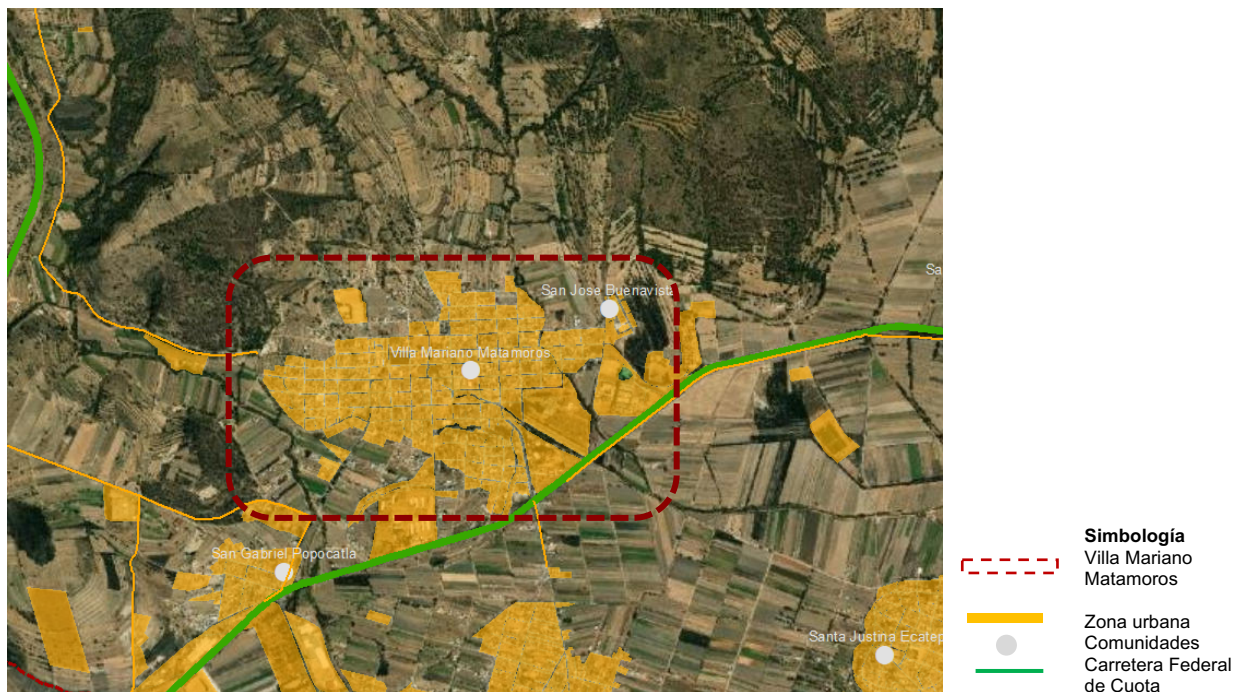 San Jose Buenavista
Villa Mariano Matamoros
San Gabriel Popocatla
Santa Justina Ecatep
Sa
Simbología
Villa Mariano
Matamoros
Zona urbana
Comunidades
Carretera Federal
de Cuota